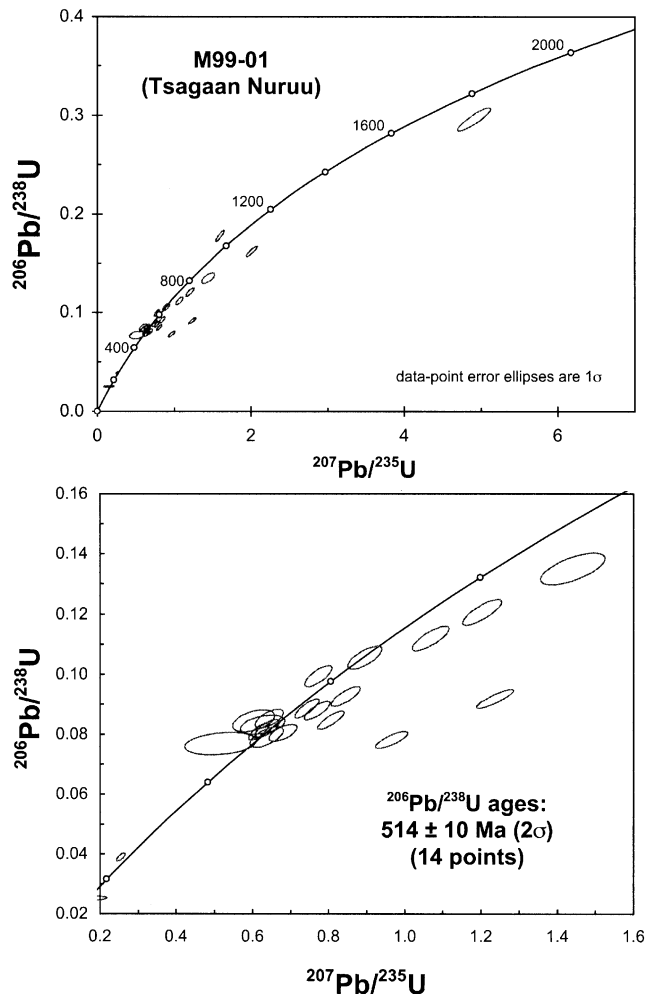 M99-01
(Tsagaan Nuruu)
0.4
0.3
0.2
0.1
0.0
206Pb/238U
400
800
1200
1600
2000
data-point error ellipses are 1σ
0 2 4 6
207Pb/235U
0.16
0.14
0.12
0.10
0.08
0.06
0.04
0.02
206Pb/238U
206Pb/238U ages:
514 ± 10 Ma (2σ)
(14 points)
0.2 0.4 0.6 0.8 1.0 1.2 1.4 1.6
207Pb/235U